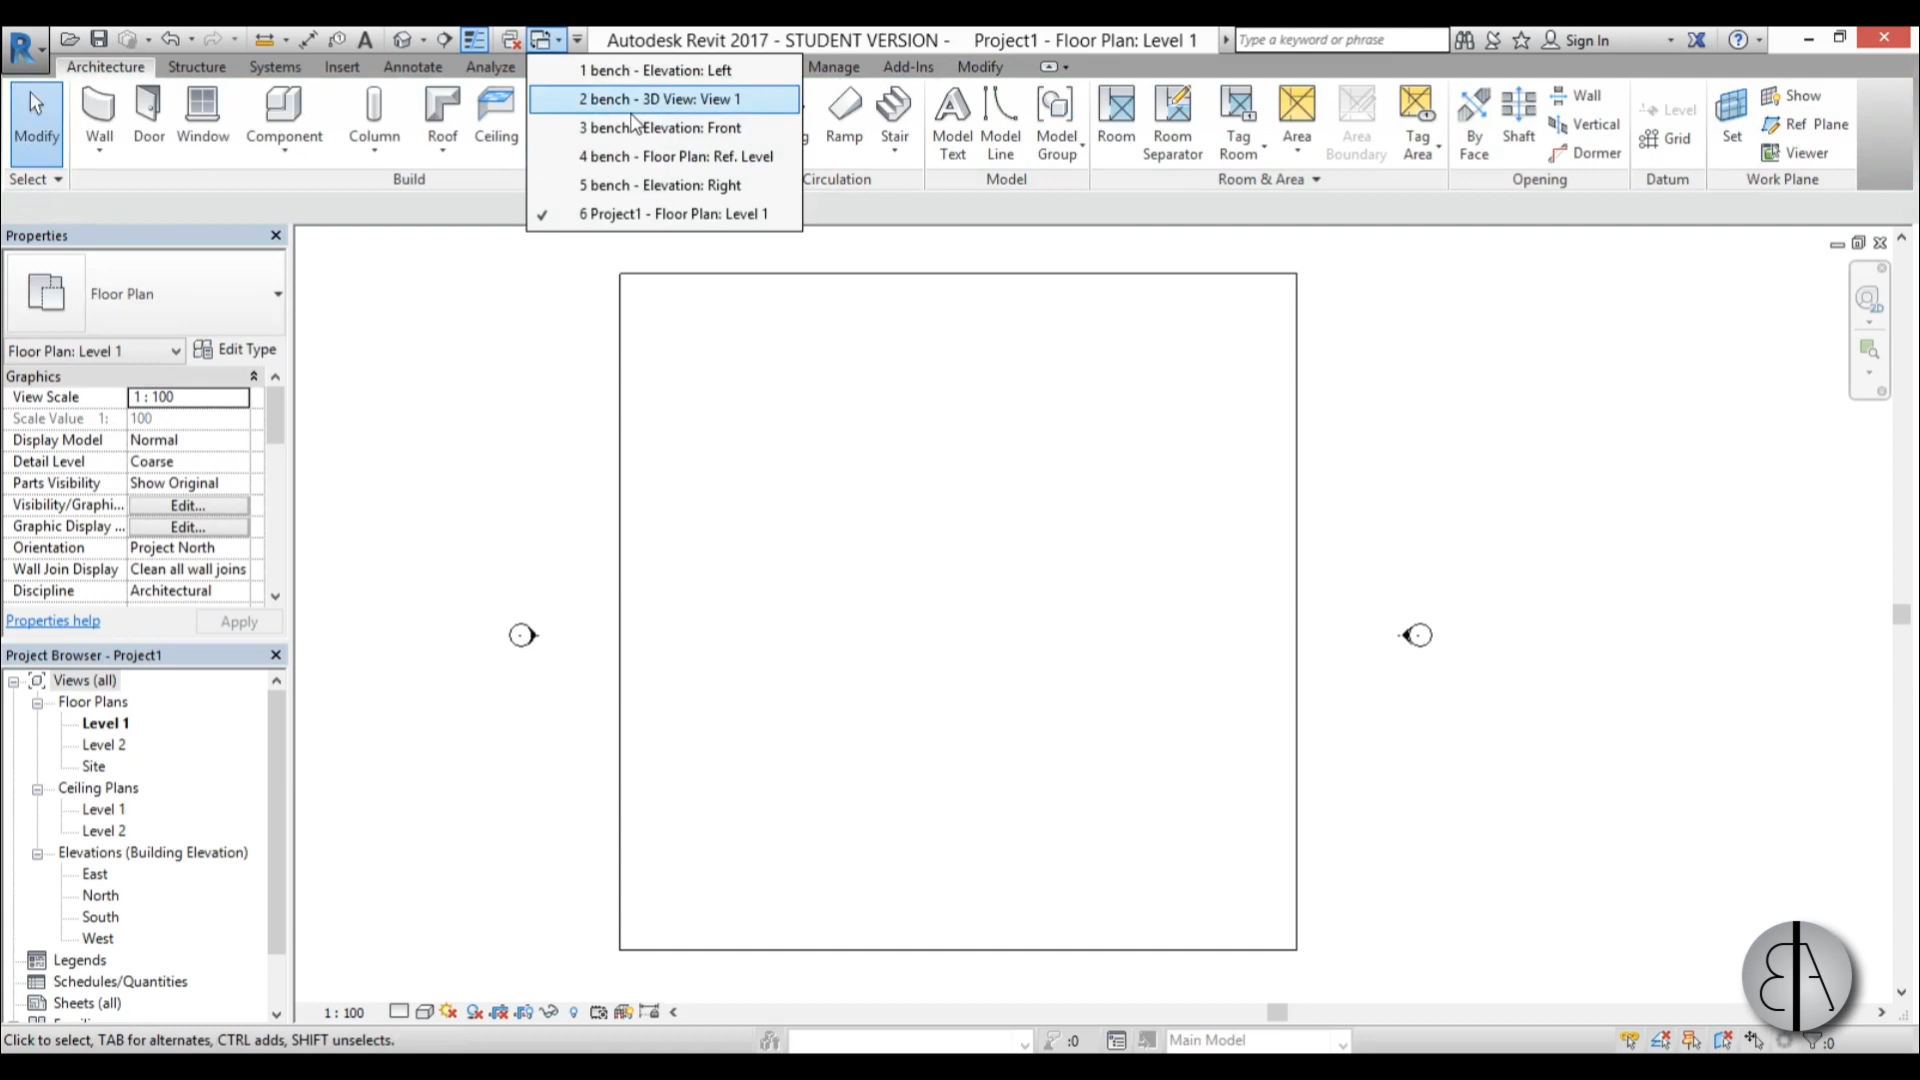 Autodesk Revit 2017 - STUDENT VERSION - Project1 - Floor Plan: Level 1
Type a keyword or phrase
Sign In
Architecture Structure Systems Insert Annotate Analyze Manage Add-Ins Modify
1 bench - Elevation: Left
2 bench - 3D View: View 1
3 bench - Elevation: Front
4 bench - Floor Plan: Ref. Level
5 bench - Elevation: Right
6 Project1 - Floor Plan: Level 1
Modify
Wall
Door
Window
Component
Column
Roof
Ceiling
Ramp
Stair
Model Text
Model Line
Model Group
Room
Room Separator
Tag Room
Area
Area Boundary
Tag Area
By Face
Shaft
Wall
Vertical
Dormer
Level
Grid
Set
Show
Ref Plane
Viewer
Select
Build
Circulation
Model
Room & Area
Opening
Datum
Work Plane
Properties
Floor Plan
Floor Plan: Level 1
Edit Type
Graphics
View Scale 1 : 100
Scale Value 1: 100
Display Model Normal
Detail Level Coarse
Parts Visibility Show Original
Visibility/Graphi... Edit...
Graphic Display ... Edit...
Orientation Project North
Wall Join Display Clean all wall joins
Discipline Architectural
Properties help
Apply
2D
Project Browser - Project1
Views (all)
Floor Plans
Level 1
Level 2
Site
Ceiling Plans
Level 1
Level 2
Elevations (Building Elevation)
East
North
South
West
Legends
Schedules/Quantities
Sheets (all)
1 : 100
Click to select, TAB for alternates, CTRL adds, SHIFT unselects.
:0
Main Model
:0